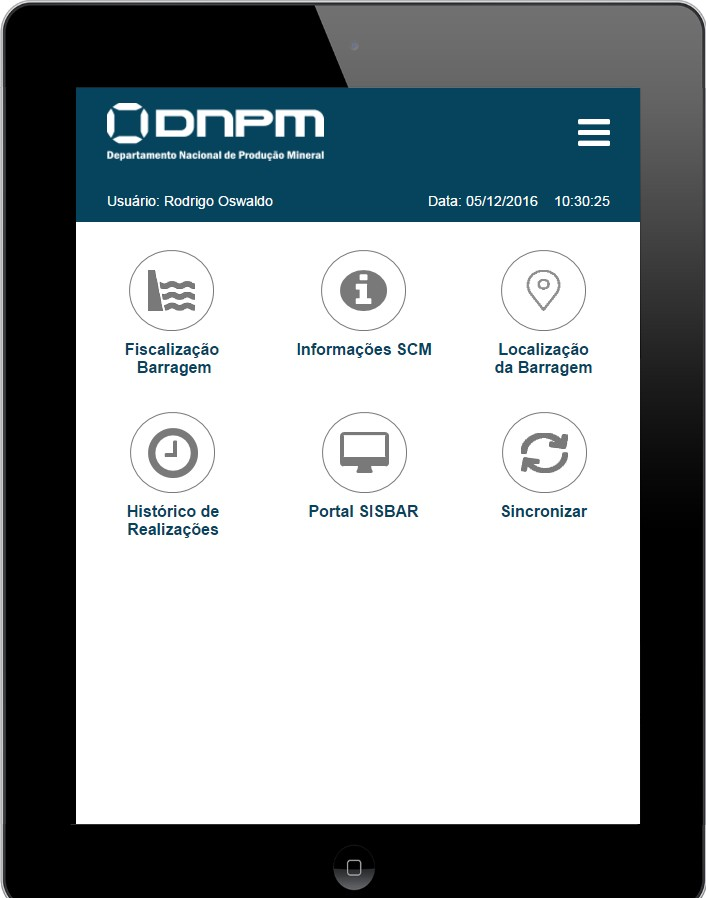 DNPM
Departamento Nacional de Produção Mineral
Usuário: Rodrigo Oswaldo Data: 05/12/2016 10:30:25
Fiscalização
Barragem
Informações SCM
Localização
da Barragem
Histórico de
Realizações
Portal SISBAR
Sincronizar